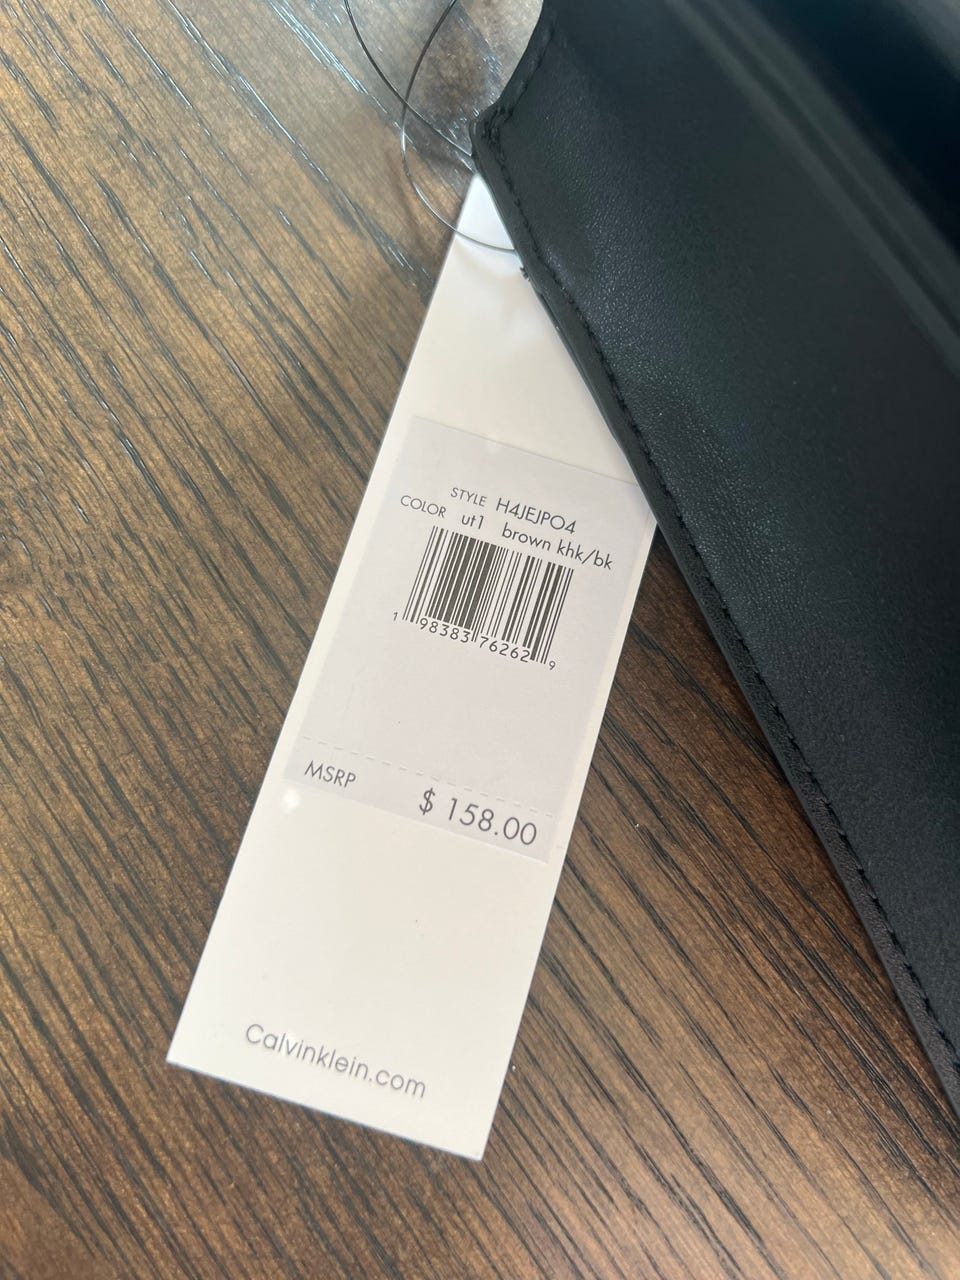 STYLE H4JEJPO4
COLOR ut1 brown khk/bk
1 98383 76262 9
MSRP $ 158.00
Calvinklein.com